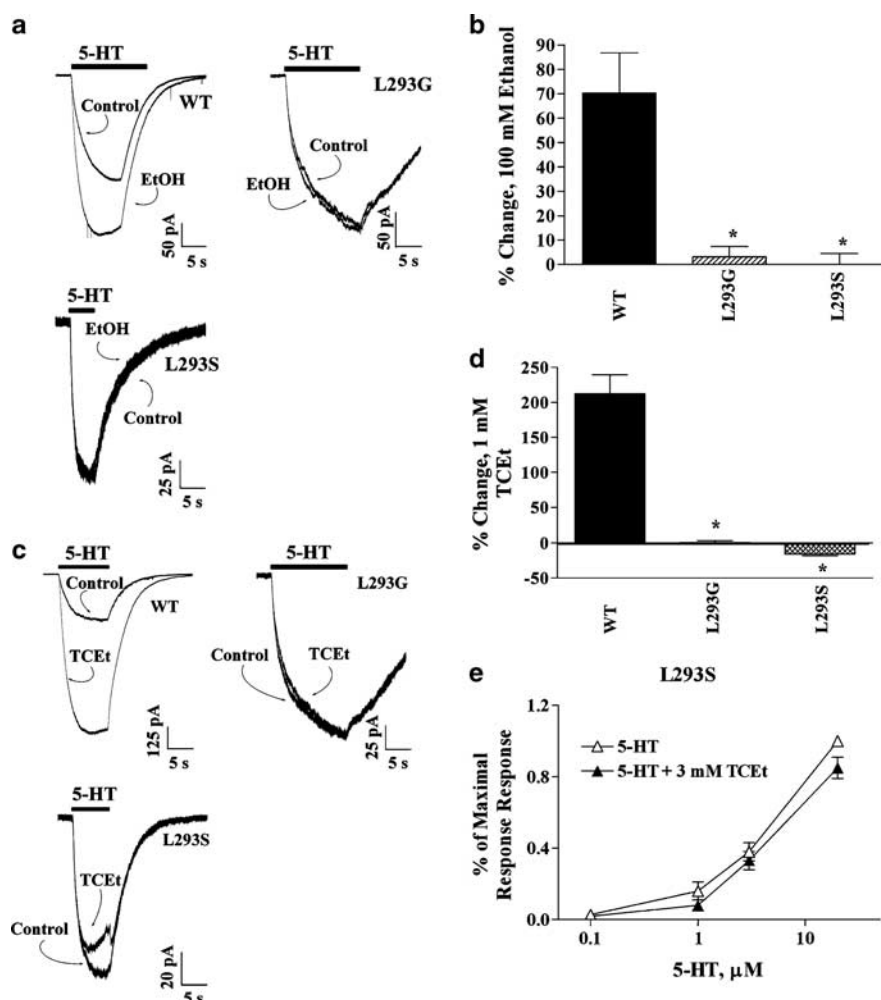 a
5-HT
Control
WT
EtOH
50 pA
5 s
5-HT
L293G
Control
EtOH
50 pA
5 s
5-HT
EtOH
L293S
Control
25 pA
5 s
b
% Change, 100 mM Ethanol
90
80
70
60
50
40
30
20
10
0
*
*
WT
L293G
L293S
c
5-HT
Control
WT
TCEt
125 pA
5 s
5-HT
L293G
Control
TCEt
25 pA
5 s
5-HT
L293S
TCEt
Control
20 pA
5 s
d
% Change, 1 mM
TCEt
250
200
150
100
50
0
-50
*
*
WT
L293G
L293S
e
L293S
% of Maximal
Response Response
1.2
0.8
0.4
0.0
5-HT
5-HT + 3 mM TCEt
0.1
1
10
5-HT, μM